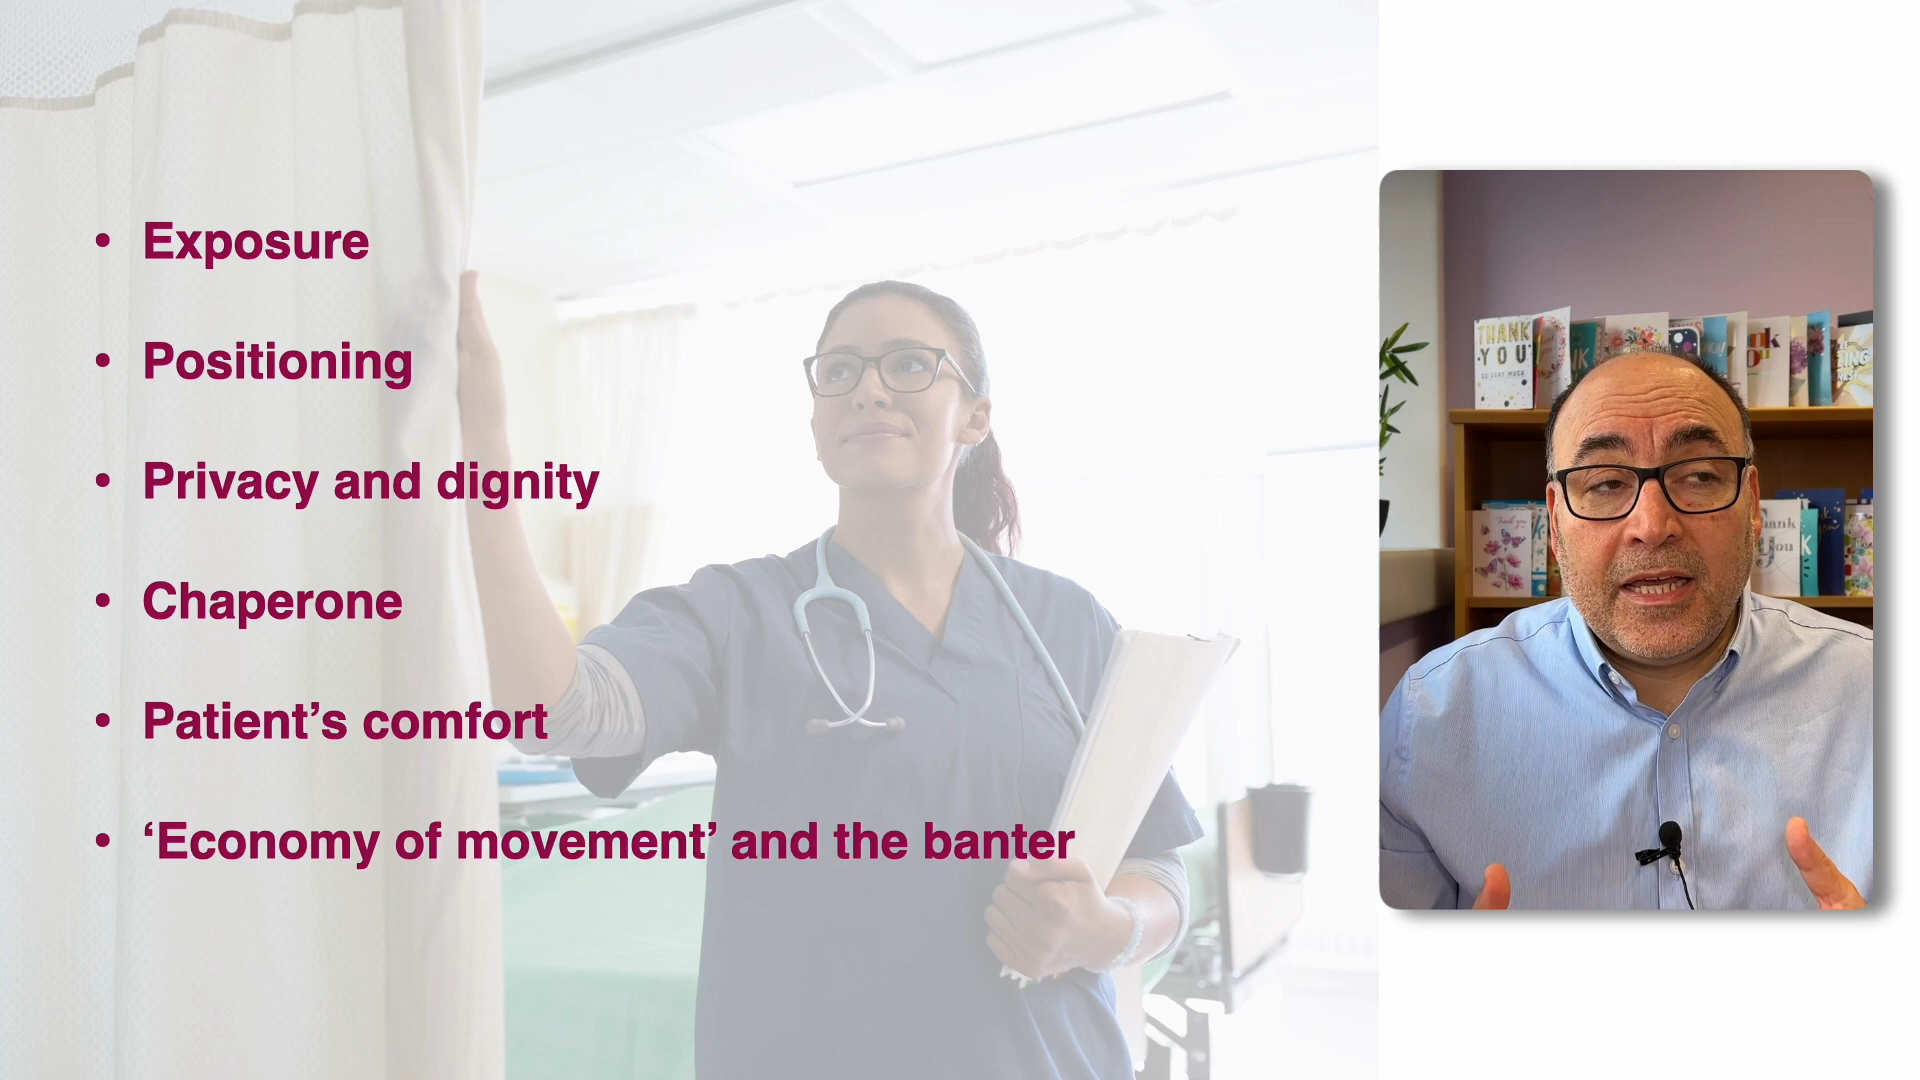 • Exposure
• Positioning
• Privacy and dignity
• Chaperone
• Patient’s comfort
• ‘Economy of movement’ and the banter
THANK
YOU